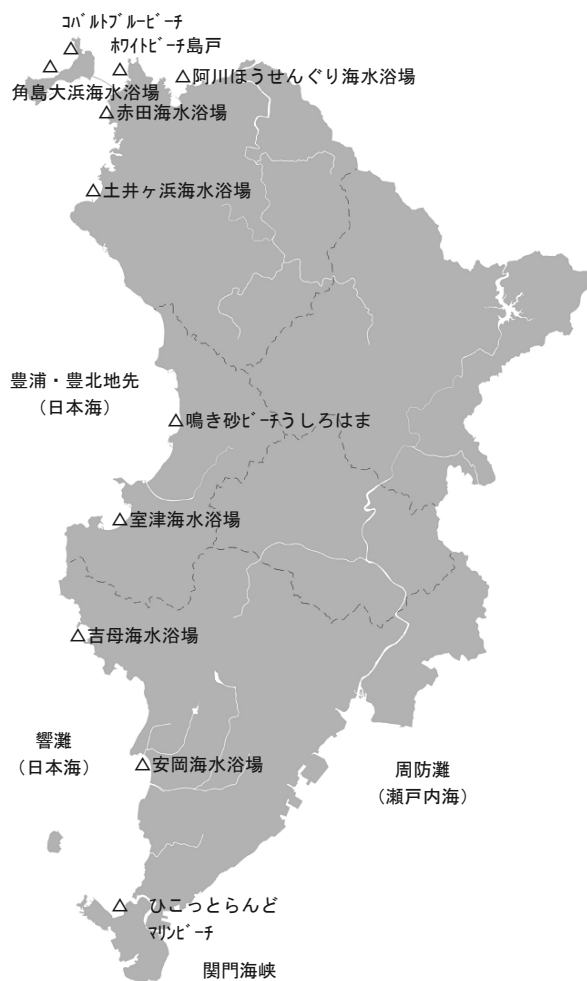 コバルトブルービーチ
△
ホワイトビーチ島戸
△
△阿川ほうせんぐり海水浴場
△
角島大浜海水浴場
△赤田海水浴場
△土井ヶ浜海水浴場
豊浦・豊北地先
（日本海）
△鳴き砂ビーチうしろはま
△室津海水浴場
△吉母海水浴場
響灘
（日本海）
△安岡海水浴場
周防灘
（瀬戸内海）
△ ひこっとらんど
マリンビーチ
関門海峡